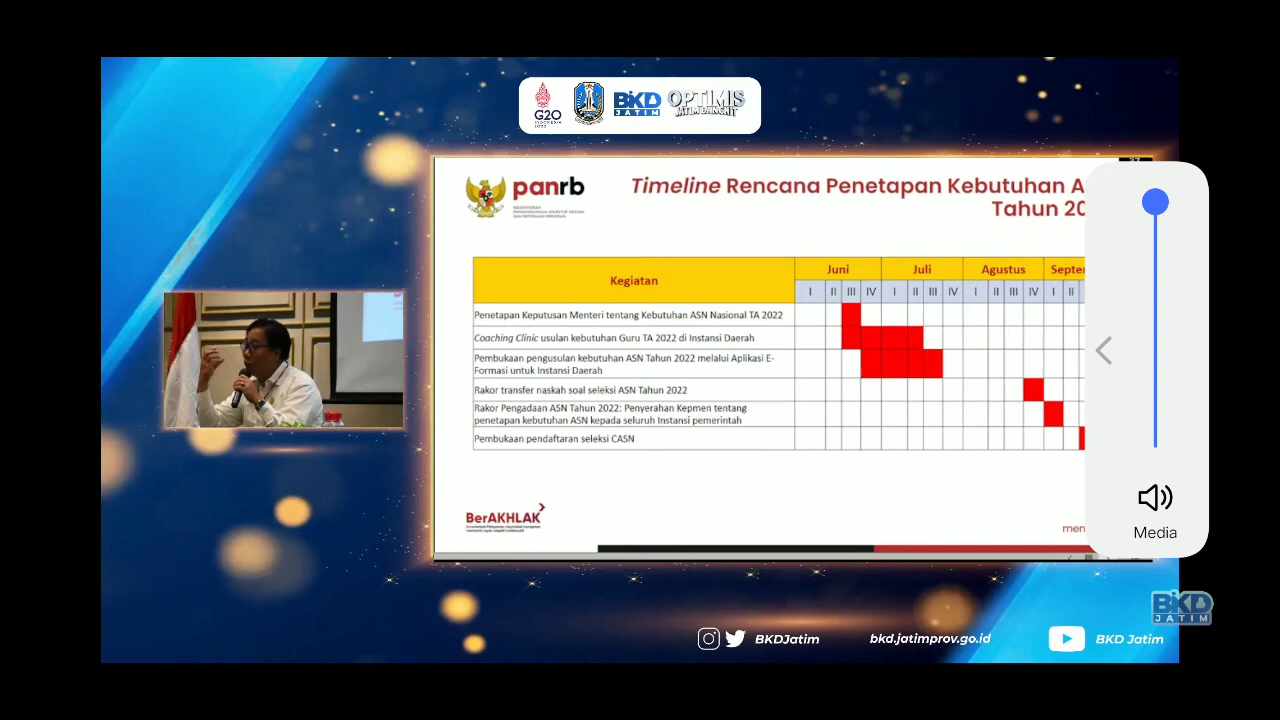 G20
INDONESIA
2022
BKD
JATIM
OPTIMIS
JATIM BANGKIT
panrb
Timeline Rencana Penetapan Kebutuhan A
Tahun 20
Kegiatan
Juni
Juli
Agustus
Septe
I II III IV I II III IV I II III IV I II
Penetapan Keputusan Menteri tentang Kebutuhan ASN Nasional TA 2022
Coaching Clinic usulan kebutuhan Guru TA 2022 di Instansi Daerah
Pembukaan pengusulan kebutuhan ASN Tahun 2022 melalui Aplikasi E-
Formasi untuk Instansi Daerah
Rakor transfer naskah soal seleksi ASN Tahun 2022
Rakor Pengadaan ASN Tahun 2022: Penyerahan Kepmen tentang
penetapan kebutuhan ASN kepada seluruh Instansi pemerintah
Pembukaan pendaftaran seleksi CASN
BerAKHLAK
men
Media
BKD
JATIM
BKDJatim
bkd.jatimprov.go.id
BKD Jatim